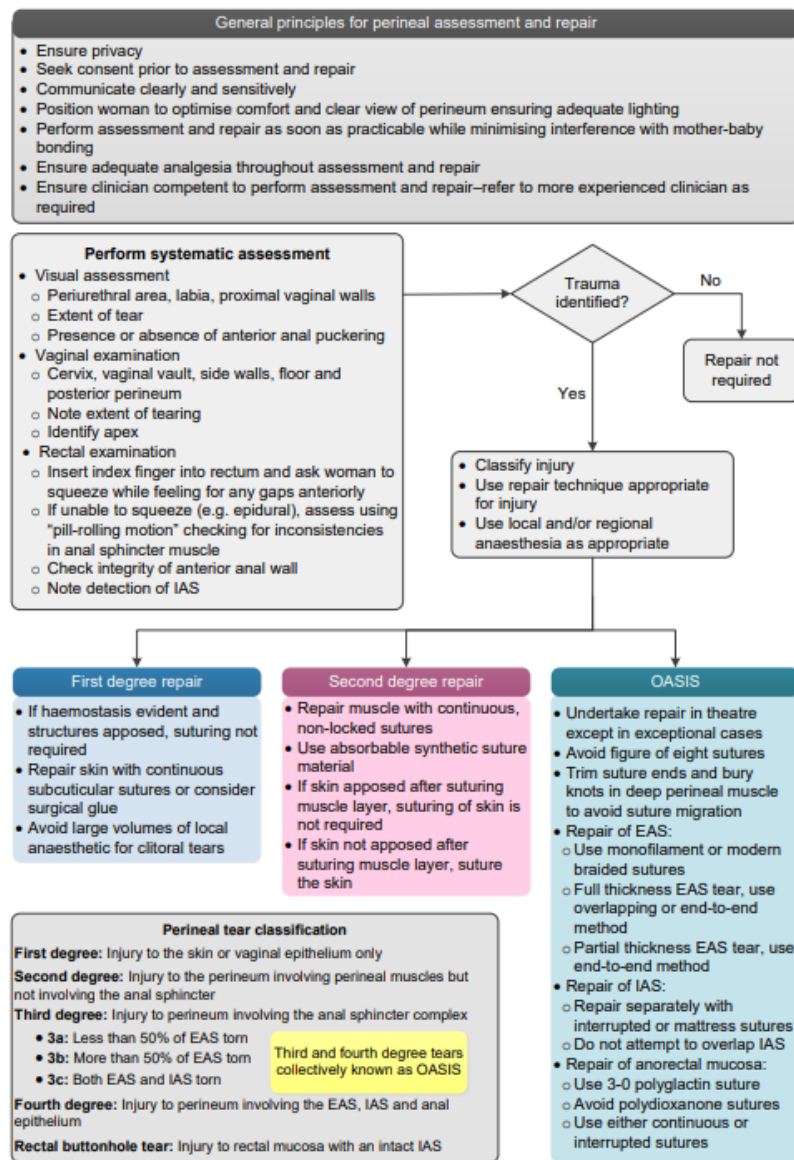 General principles for perineal assessment and repair
• Ensure privacy
• Seek consent prior to assessment and repair
• Communicate clearly and sensitively
• Position woman to optimise comfort and clear view of perineum ensuring adequate lighting
• Perform assessment and repair as soon as practicable while minimising interference with mother-baby
bonding
• Ensure adequate analgesia throughout assessment and repair
• Ensure clinician competent to perform assessment and repair–refer to more experienced clinician as
required
Perform systematic assessment
• Visual assessment
o Periurethral area, labia, proximal vaginal walls
o Extent of tear
o Presence or absence of anterior anal puckering
• Vaginal examination
o Cervix, vaginal vault, side walls, floor and
posterior perineum
o Note extent of tearing
o Identify apex
• Rectal examination
o Insert index finger into rectum and ask woman to
squeeze while feeling for any gaps anteriorly
o If unable to squeeze (e.g. epidural), assess using
“pill-rolling motion” checking for inconsistencies
in anal sphincter muscle
o Check integrity of anterior anal wall
o Note detection of IAS
Trauma
identified?
No
Repair not
required
Yes
• Classify injury
• Use repair technique appropriate
for injury
• Use local and/or regional
anaesthesia as appropriate
First degree repair
• If haemostasis evident and
structures apposed, suturing not
required
• Repair skin with continuous
subcuticular sutures or consider
surgical glue
• Avoid large volumes of local
anaesthetic for clitoral tears
Second degree repair
• Repair muscle with continuous,
non-locked sutures
• Use absorbable synthetic suture
material
• If skin apposed after suturing
muscle layer, suturing of skin is
not required
• If skin not apposed after
suturing muscle layer, suture
the skin
OASIS
• Undertake repair in theatre
except in exceptional cases
• Avoid figure of eight sutures
• Trim suture ends and bury
knots in deep perineal muscle
to avoid suture migration
• Repair of EAS:
o Use monofilament or modern
braided sutures
o Full thickness EAS tear, use
overlapping or end-to-end
method
o Partial thickness EAS tear, use
end-to-end method
• Repair of IAS:
o Repair separately with
interrupted or mattress sutures
o Do not attempt to overlap IAS
• Repair of anorectal mucosa:
o Use 3-0 polyglactin suture
o Avoid polydioxanone sutures
o Use either continuous or
interrupted sutures
Perineal tear classification
First degree: Injury to the skin or vaginal epithelium only
Second degree: Injury to the perineum involving perineal muscles but
not involving the anal sphincter
Third degree: Injury to perineum involving the anal sphincter complex
• 3a: Less than 50% of EAS torn
• 3b: More than 50% of EAS torn
• 3c: Both EAS and IAS torn
Third and fourth degree tears
collectively known as OASIS
Fourth degree: Injury to perineum involving the EAS, IAS and anal
epithelium
Rectal buttonhole tear: Injury to rectal mucosa with an intact IAS